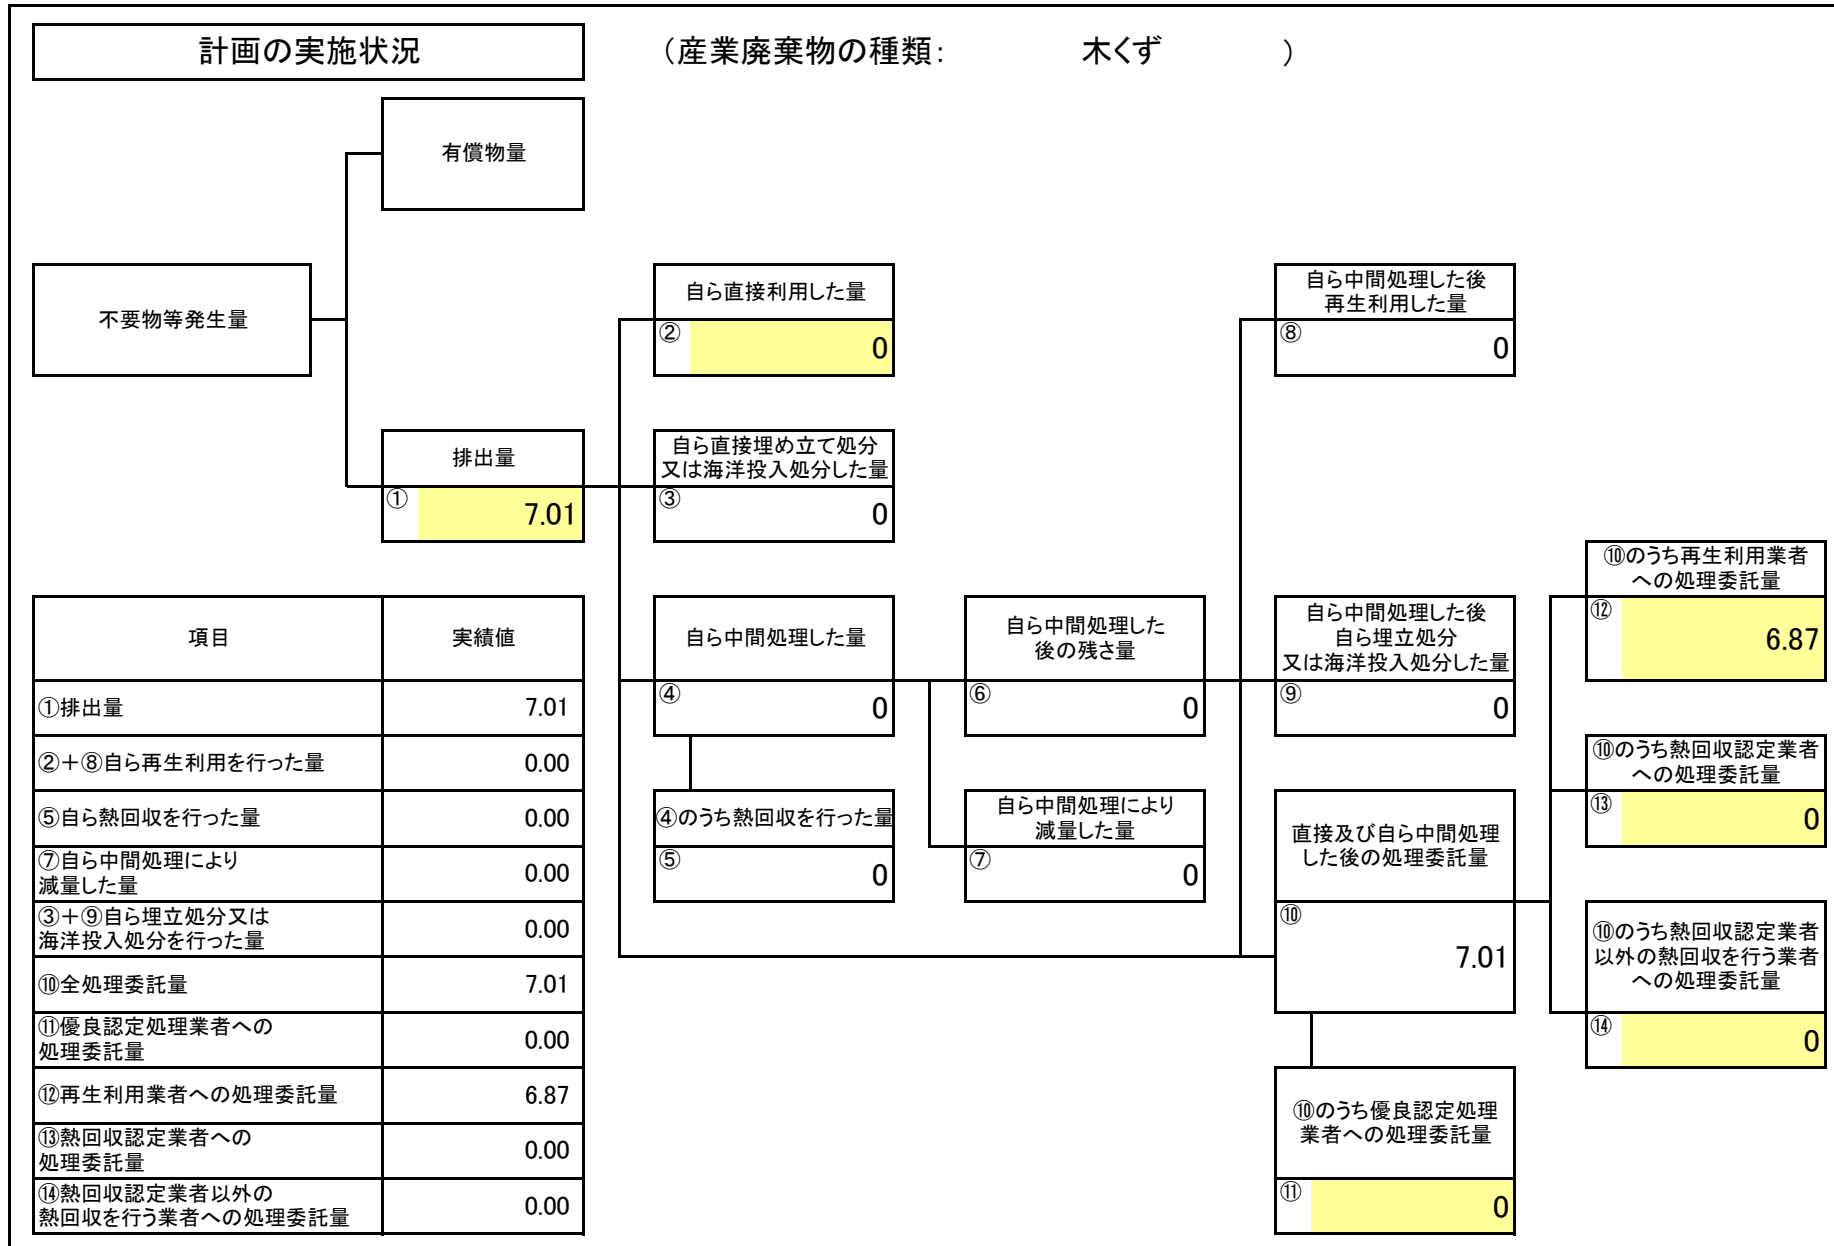 計画の実施状況
（産業廃棄物の種類： 木くず ）
有償物量
不要物等発生量
排出量
①
7.01
自ら直接利用した量
②
0
自ら直接埋め立て処分
又は海洋投入処分した量
③
0
自ら中間処理した量
④
0
④のうち熱回収を行った量
⑤
0
自ら中間処理した
後の残さ量
⑥
0
自ら中間処理により
減量した量
⑦
0
自ら中間処理した後
再生利用した量
⑧
0
自ら中間処理した後
自ら埋立処分
又は海洋投入処分した量
⑨
0
直接及び自ら中間処理
した後の処理委託量
⑩
7.01
⑩のうち優良認定処理
業者への処理委託量
⑪
0
⑩のうち再生利用業者
への処理委託量
⑫
6.87
⑩のうち熱回収認定業者
への処理委託量
⑬
0
⑩のうち熱回収認定業者
以外の熱回収を行う業者
への処理委託量
⑭
0
項目 実績値
①排出量 7.01
②＋⑧自ら再生利用を行った量 0.00
⑤自ら熱回収を行った量 0.00
⑦自ら中間処理により
減量した量 0.00
③＋⑨自ら埋立処分又は
海洋投入処分を行った量 0.00
⑩全処理委託量 7.01
⑪優良認定処理業者への
処理委託量 0.00
⑫再生利用業者への処理委託量 6.87
⑬熱回収認定業者への
処理委託量 0.00
⑭熱回収認定業者以外の
熱回収を行う業者への処理委託量 0.00